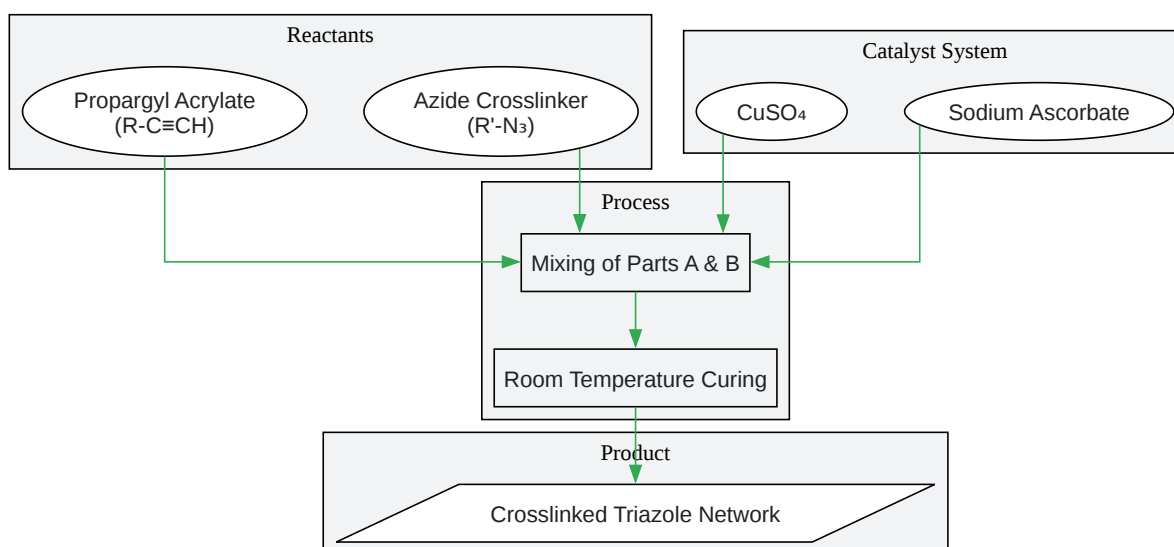 Reactants
Propargyl Acrylate
(R-C≡CH)
Azide Crosslinker
(R'-N₃)
Catalyst System
CuSO₄
Sodium Ascorbate
Process
Mixing of Parts A & B
Room Temperature Curing
Product
Crosslinked Triazole Network